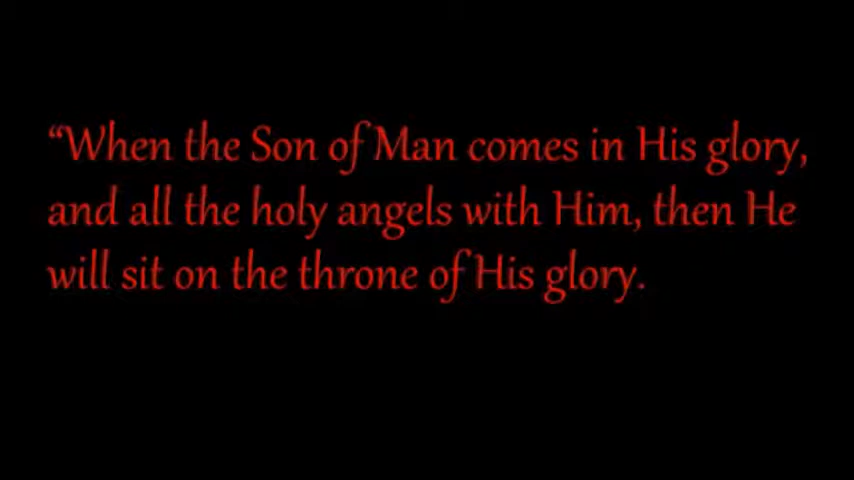 “When the Son of Man comes in His glory,
and all the holy angels with Him, then He
will sit on the throne of His glory.